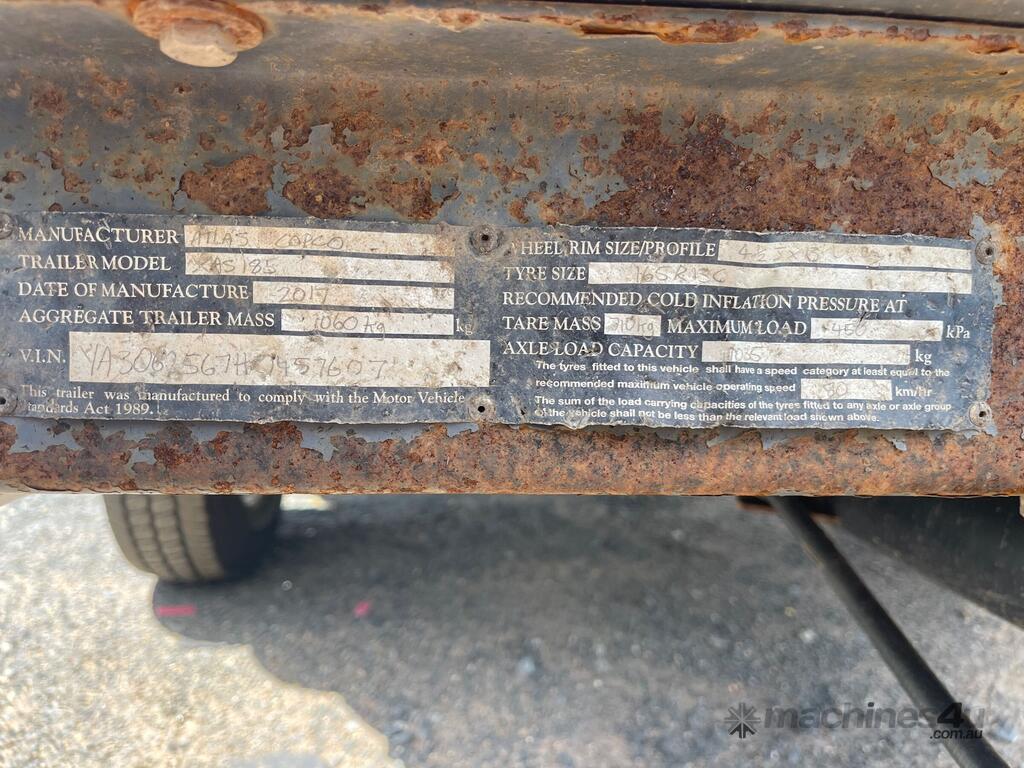 MANUFACTURER ATLAS COPCO
TRAILER MODEL XAS 185
DATE OF MANUFACTURE 2017
AGGREGATE TRAILER MASS 1060 kg kg
V.I.N.
This trailer was manufactured to comply with the Motor Vehicle
tandards Act 1989.
WHEEL/RIM SIZE/PROFILE
TYRE SIZE 165R13C
RECOMMENDED COLD INFLATION PRESSURE AT
TARE MASS MAXIMUM LOAD 450 kPa
AXLE LOAD CAPACITY kg
The tyres fitted to this vehicle shall have a speed category at least equal to the
recommended maximum vehicle operating speed km/hr
The sum of the load carrying capacities of the tyres fitted to any axle or axle group
of the vehicle shall not be less than the relevant load shown above.
machines4u
.com.au